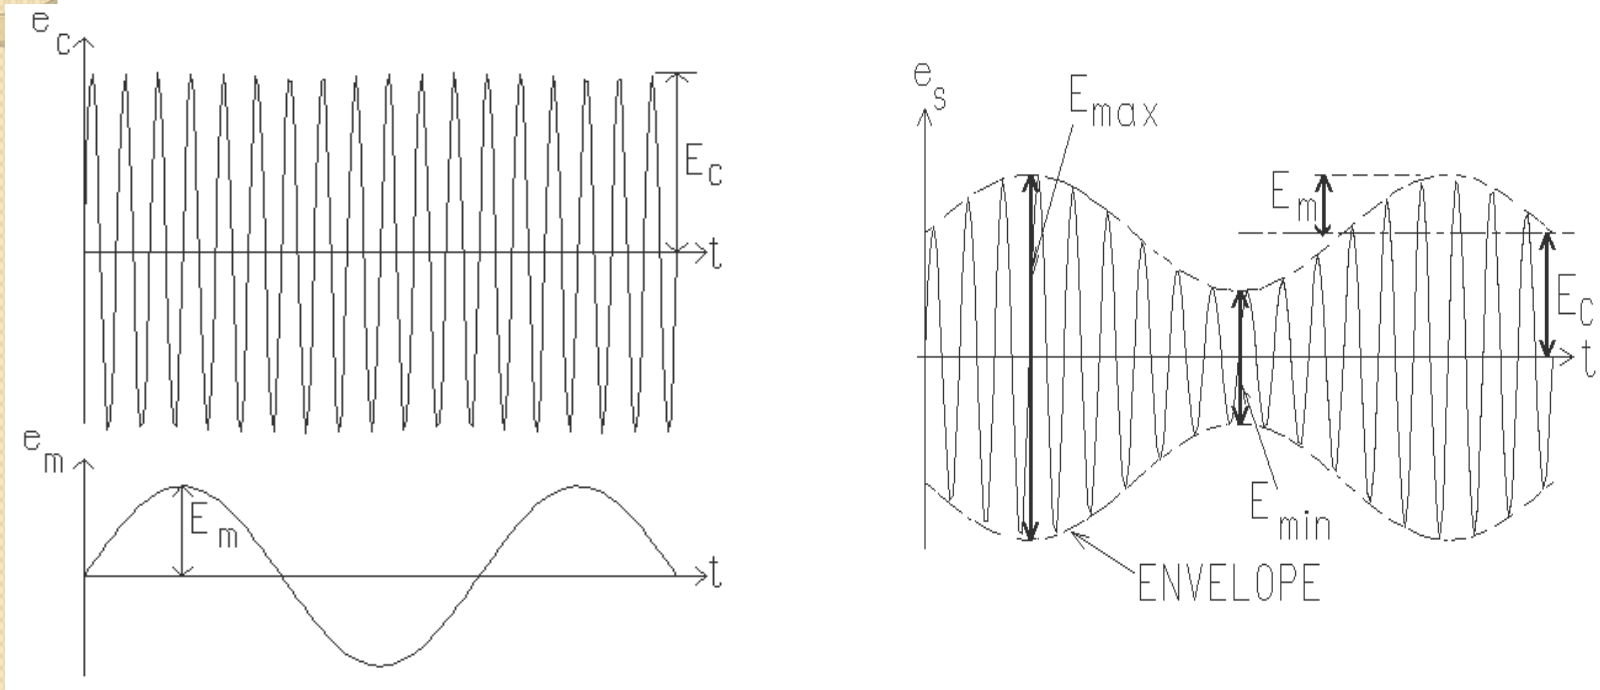 e_c
E_c
t
e_m
E_m
t
e_s
E_max
E_m
E_c
t
E_min
ENVELOPE